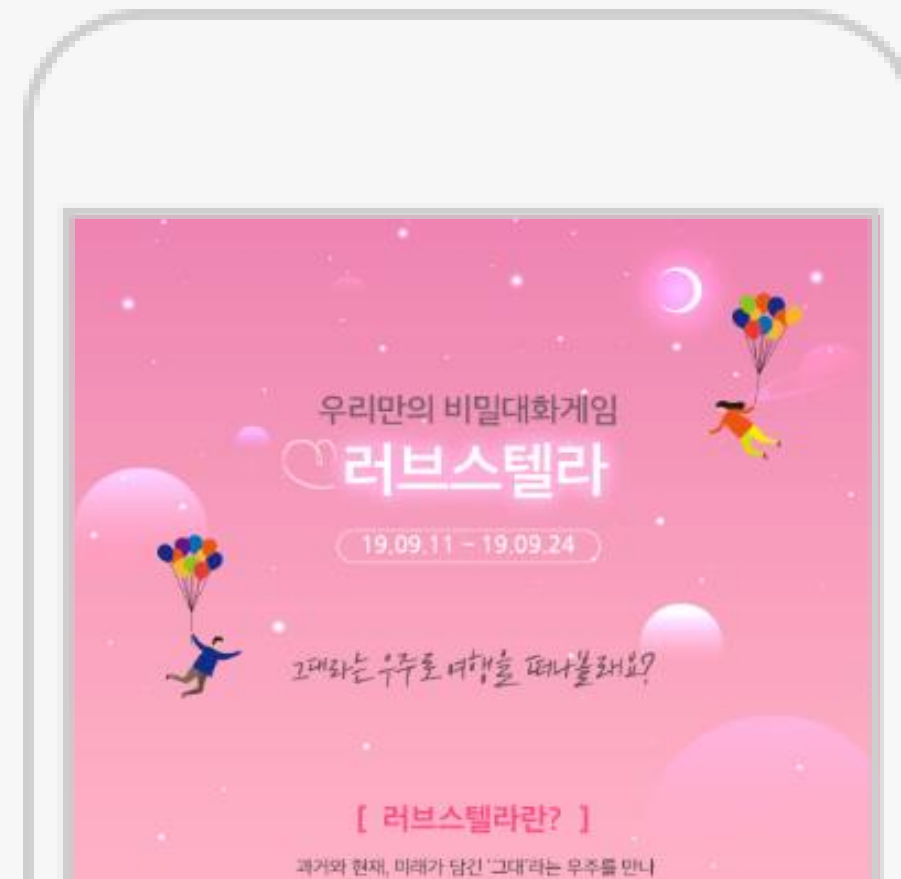 우리만의 비밀대화게임
러브스텔라
19.09.11 ~ 19.09.24
그대라는 우주로 여행을 떠나볼래요?
[ 러브스텔라란? ]
과거와 현재, 미래가 담긴 '그대'라는 우주를 만나